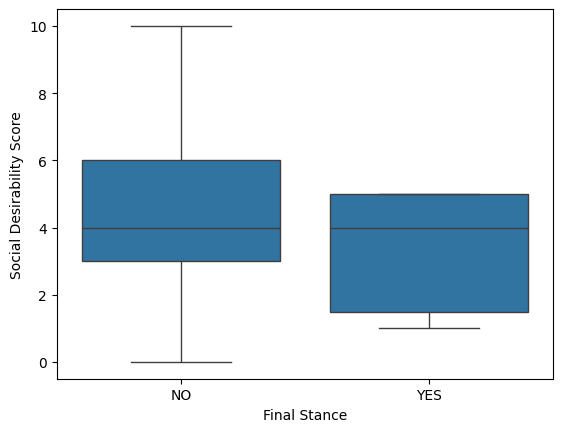 10
8
6
4
2
0
Social Desirability Score
NO
YES
Final Stance